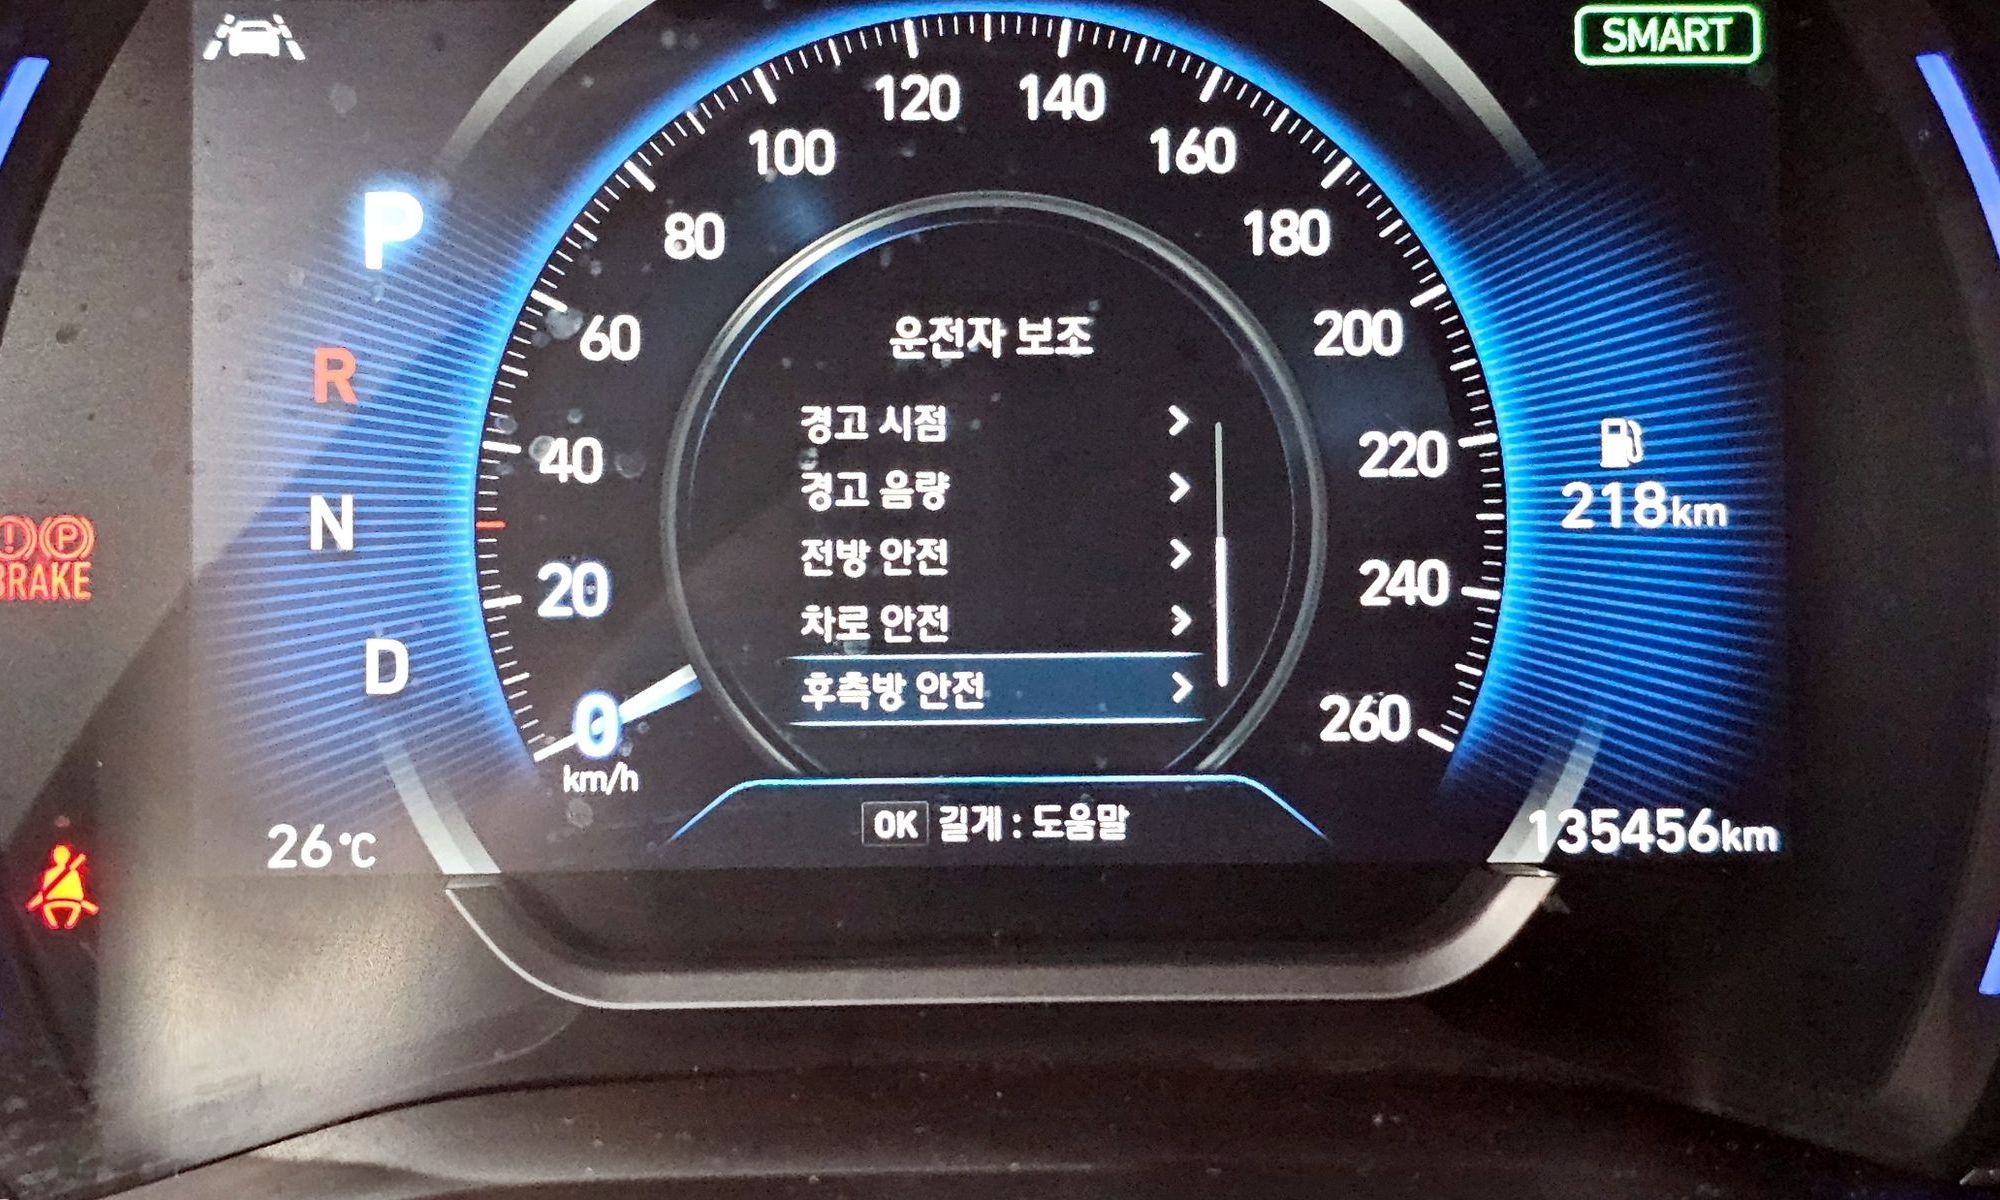 SMART
120 140
100 160
80 180
60 200
40 220
20 240
0 260
km/h
P
R
N
D
운전자 보조
경고 시점
경고 음량
전방 안전
차로 안전
후측방 안전
OK 길게 : 도움말
218km
135456km
26°C
P
BRAKE